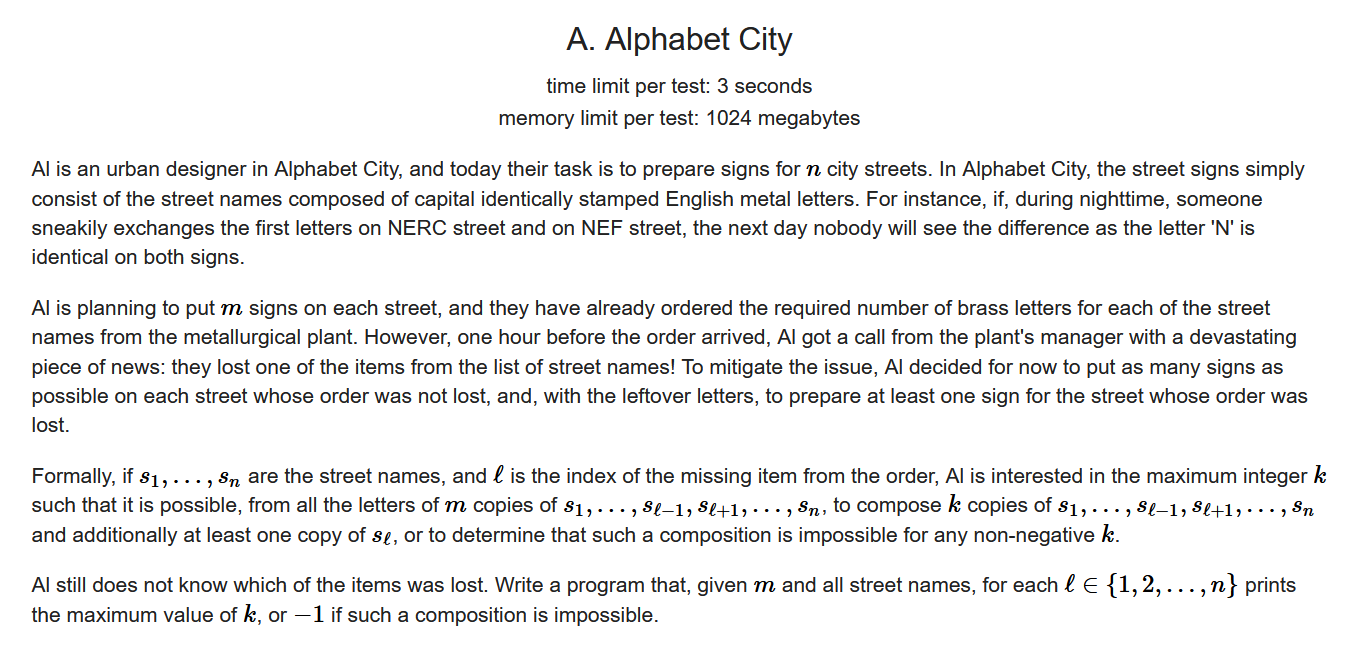 A. Alphabet City
time limit per test: 3 seconds
memory limit per test: 1024 megabytes
Al is an urban designer in Alphabet City, and today their task is to prepare signs for n city streets. In Alphabet City, the street signs simply
consist of the street names composed of capital identically stamped English metal letters. For instance, if, during nighttime, someone
sneakily exchanges the first letters on NERC street and on NEF street, the next day nobody will see the difference as the letter 'N' is
identical on both signs.
Al is planning to put m signs on each street, and they have already ordered the required number of brass letters for each of the street
names from the metallurgical plant. However, one hour before the order arrived, Al got a call from the plant's manager with a devastating
piece of news: they lost one of the items from the list of street names! To mitigate the issue, Al decided for now to put as many signs as
possible on each street whose order was not lost, and, with the leftover letters, to prepare at least one sign for the street whose order was
lost.
Formally, if s₁, . . . , sₙ are the street names, and ℓ is the index of the missing item from the order, Al is interested in the maximum integer k
such that it is possible, from all the letters of m copies of s₁, . . . , sℓ₋₁, sℓ₊₁, . . . , sₙ, to compose k copies of s₁, . . . , sℓ₋₁, sℓ₊₁, . . . , sₙ
and additionally at least one copy of sℓ, or to determine that such a composition is impossible for any non-negative k.
Al still does not know which of the items was lost. Write a program that, given m and all street names, for each ℓ ∈ {1, 2, . . . , n} prints
the maximum value of k, or −1 if such a composition is impossible.